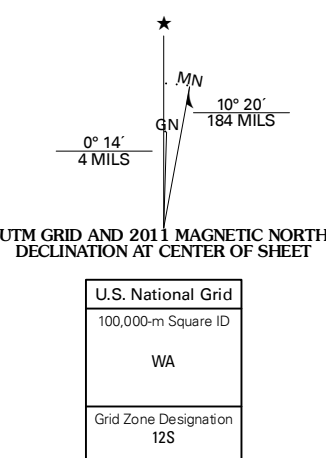 ★
MN
GN
10° 20´
184 MILS
0° 14´
4 MILS
UTM GRID AND 2011 MAGNETIC NORTH
DECLINATION AT CENTER OF SHEET
U.S. National Grid
100,000-m Square ID
WA
Grid Zone Designation
12S